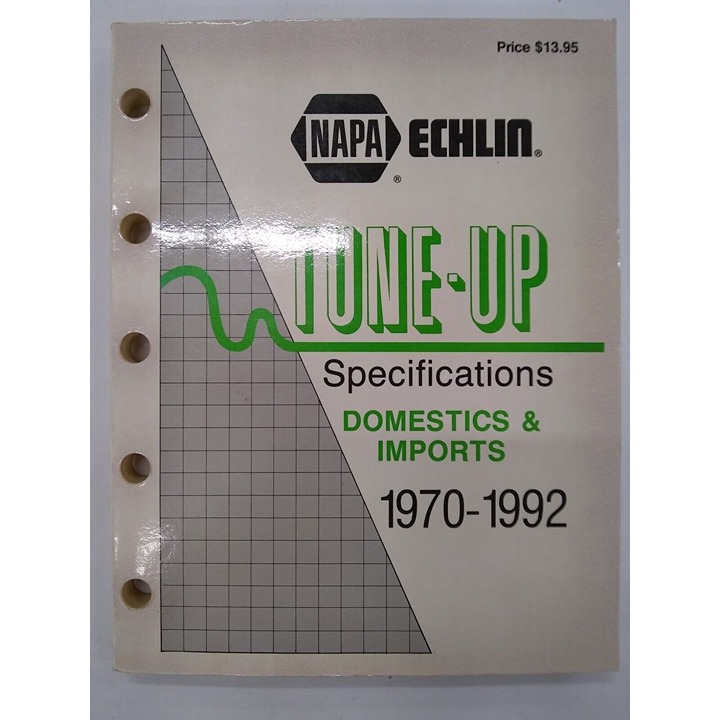 Price $13.95
NAPA ECHLIN®
®
TUNE-UP
Specifications
DOMESTICS &
IMPORTS
1970-1992